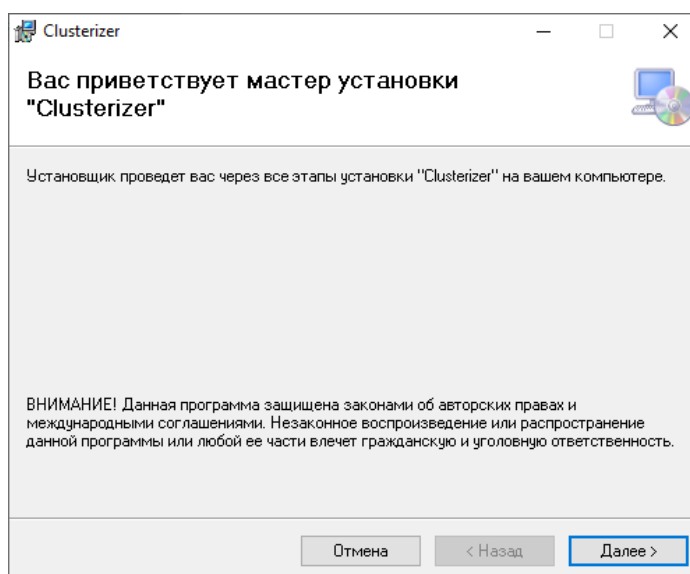 Clusterizer
Вас приветствует мастер установки
"Clusterizer"
Установщик проведет вас через все этапы установки "Clusterizer" на вашем компьютере.
ВНИМАНИЕ! Данная программа защищена законами об авторских правах и
международными соглашениями. Незаконное воспроизведение или распространение
данной программы или любой ее части влечет гражданскую и уголовную ответственность.
Отмена
< Назад
Далее >